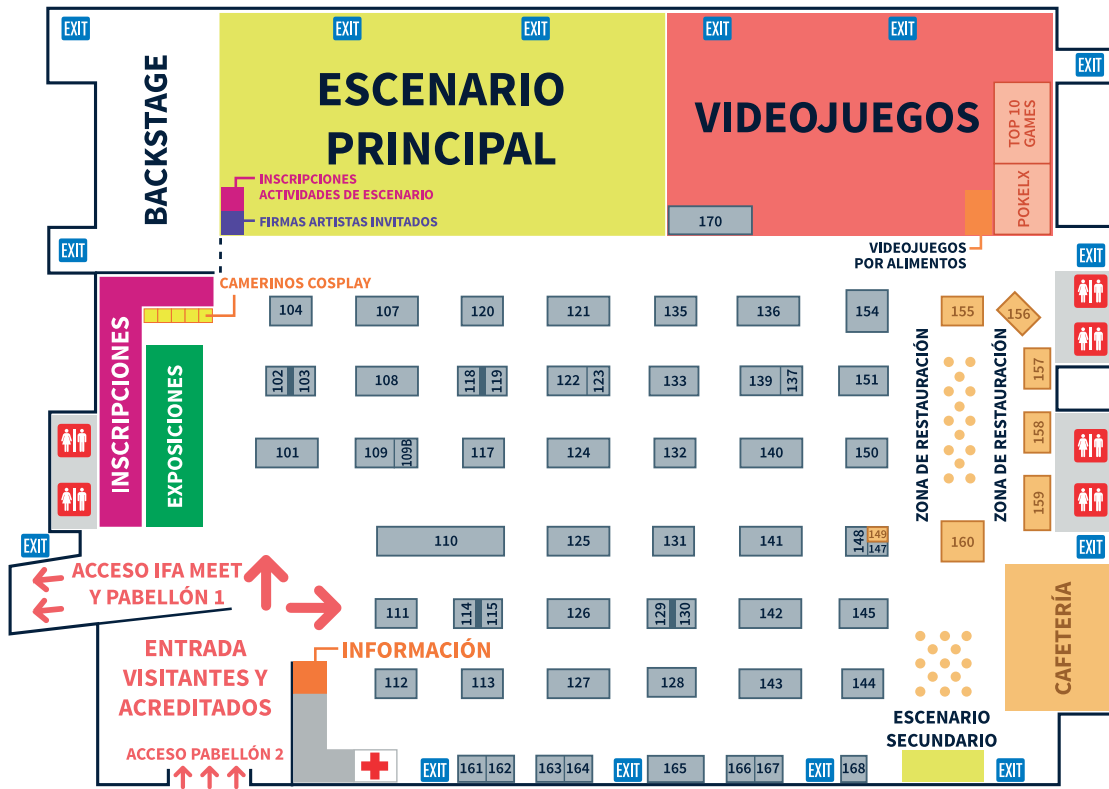 EXIT
EXIT
EXIT
EXIT
EXIT
EXIT
BACKSTAGE
ESCENARIO
PRINCIPAL
VIDEOJUEGOS
TOP 10
GAMES
POKELX
INSCRIPCIONES
ACTIVIDADES DE ESCENARIO
FIRMAS ARTISTAS INVITADOS
170
VIDEOJUEGOS
POR ALIMENTOS
EXIT
EXIT
CAMERINOS COSPLAY
104
107
120
121
135
136
154
155
156
INSCRIPCIONES
EXPOSICIONES
102
103
108
118
119
122
123
133
139
137
151
ZONA DE RESTAURACIÓN
ZONA DE RESTAURACIÓN
157
101
109
109B
117
124
132
140
150
158
159
EXIT
110
125
131
141
148
149
147
160
EXIT
ACCESO IFA MEET
Y PABELLÓN 1
111
114
115
126
129
130
142
145
CAFETERÍA
ENTRADA
VISITANTES Y
ACREDITADOS
INFORMACIÓN
112
113
127
128
143
144
ESCENARIO
SECUNDARIO
ACCESO PABELLÓN 2
EXIT
161
162
163
164
EXIT
165
166
167
EXIT
168
EXIT